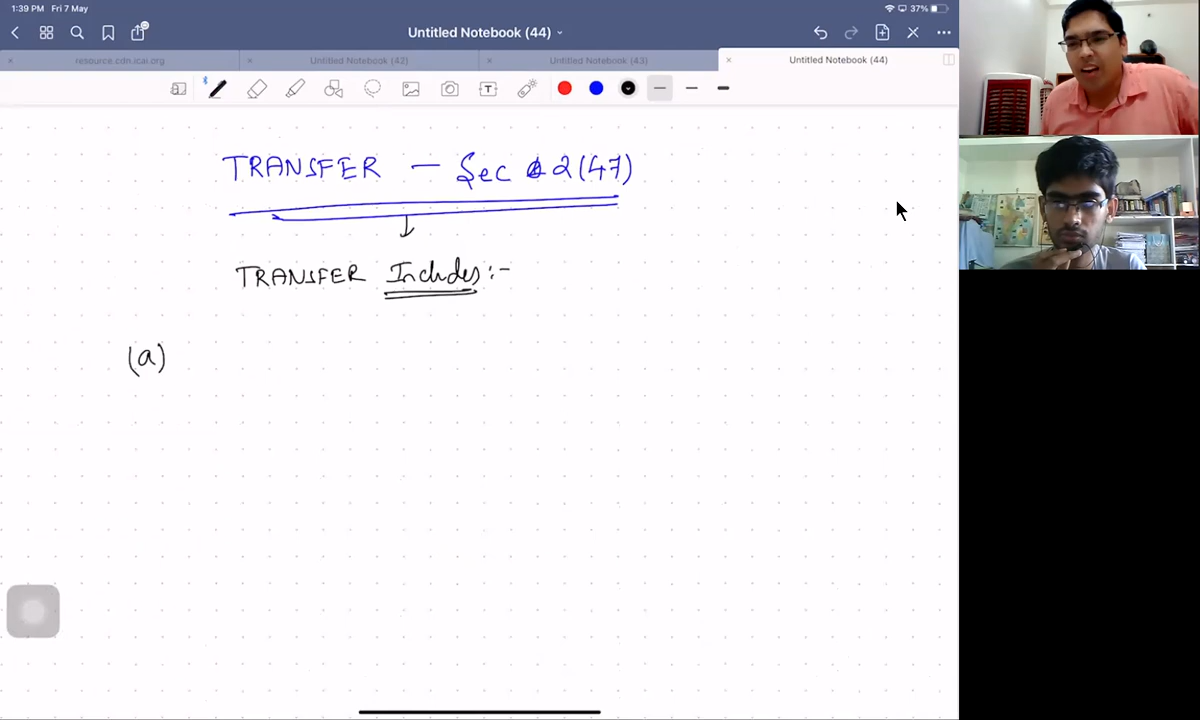 1:39 PM Fri 7 May
37%
Untitled Notebook (44)
resource.cdn.icai.org
Untitled Notebook (42)
Untitled Notebook (43)
Untitled Notebook (44)
TRANSFER - Sec 2(47)
TRANSFER Includes:-
(a)